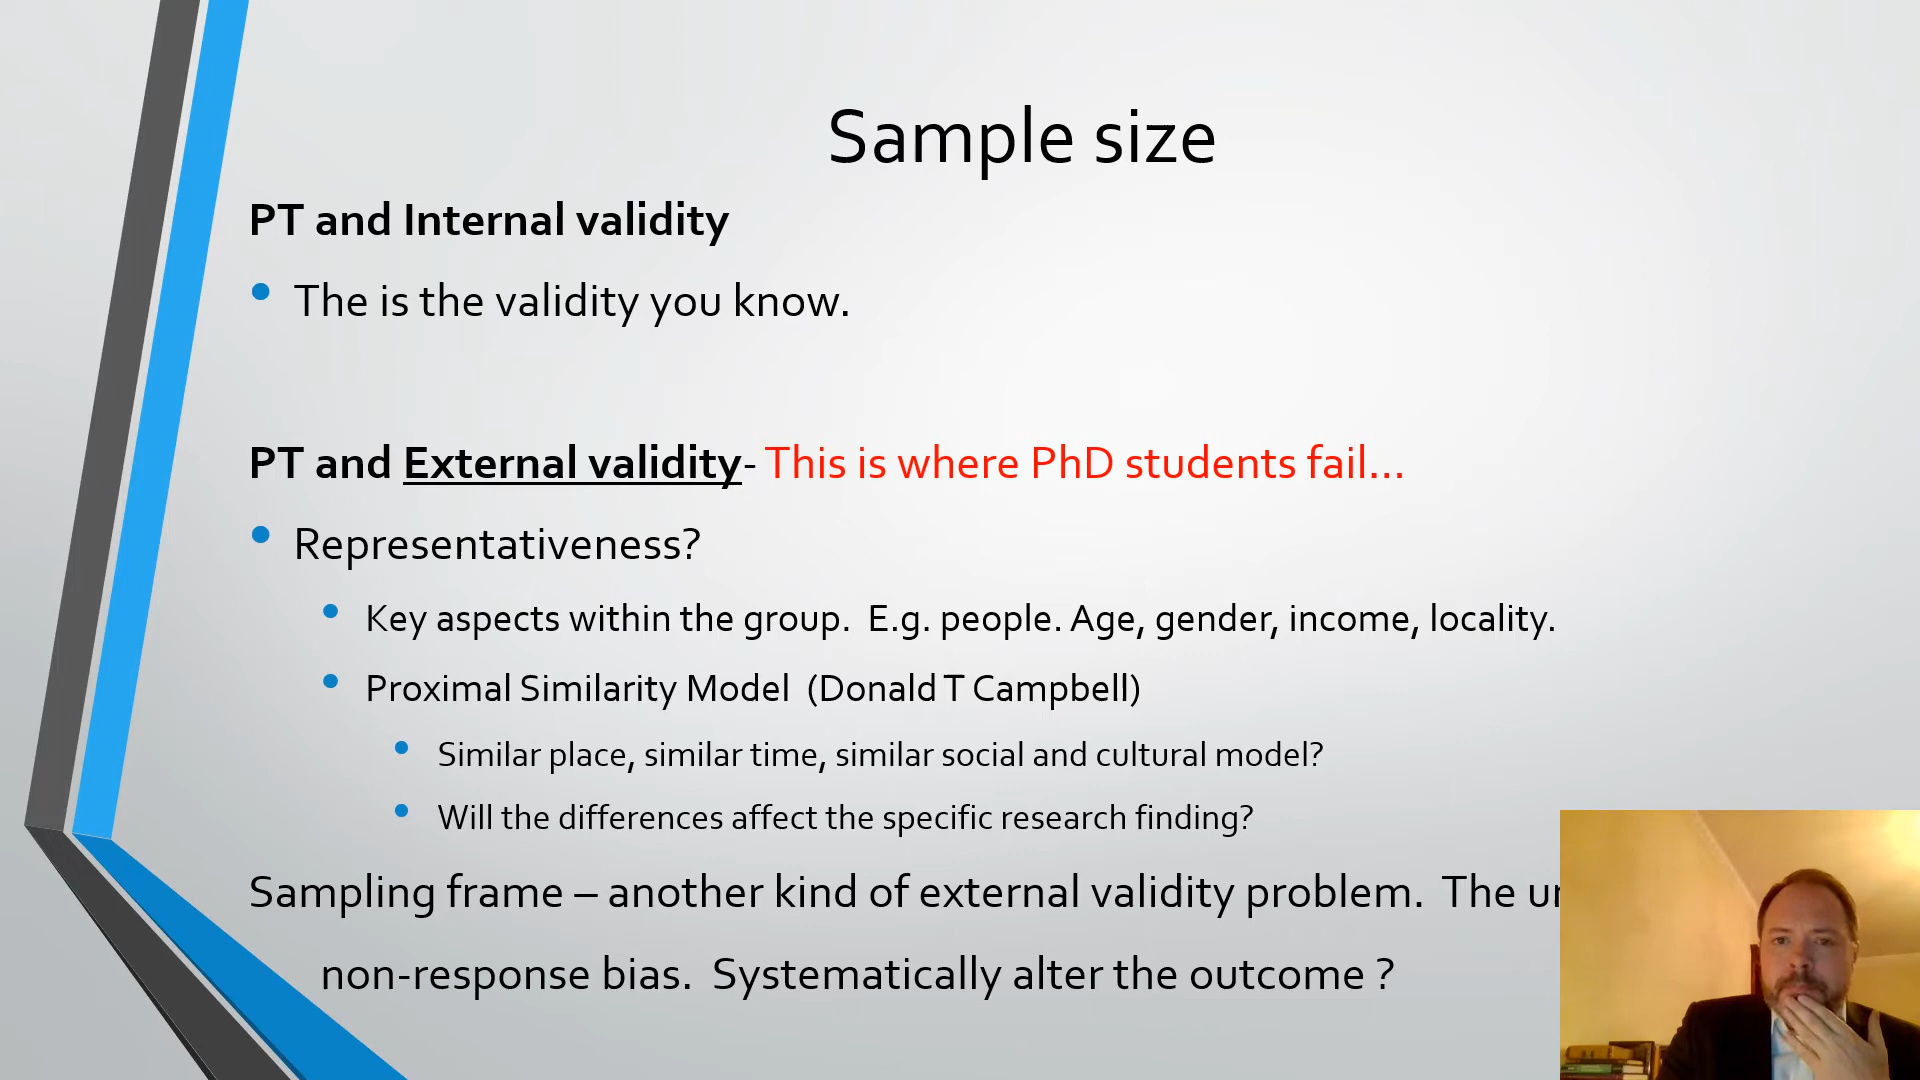 Sample size
PT and Internal validity
• The is the validity you know.
PT and External validity- This is where PhD students fail...
• Representativeness?
• Key aspects within the group.  E.g. people. Age, gender, income, locality.
• Proximal Similarity Model  (Donald T Campbell)
• Similar place, similar time, similar social and cultural model?
• Will the differences affect the specific research finding?
Sampling frame – another kind of external validity problem.  The
non-response bias.  Systematically alter the outcome ?